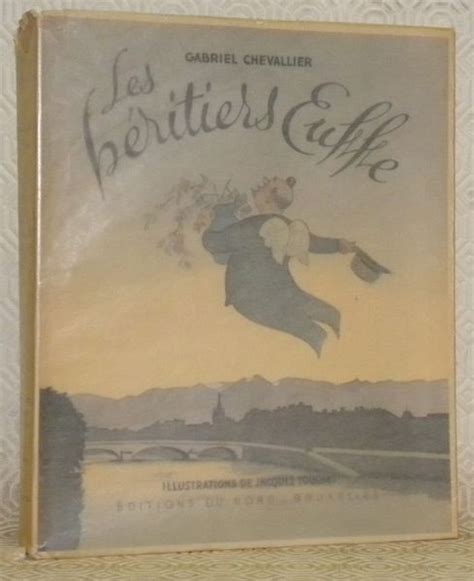 GABRIEL CHEVALLIER
Les
héritiers Euffe
ILLUSTRATIONS DE JACQUES TOUCHET
ÉDITIONS DU NORD - BRUXELLES